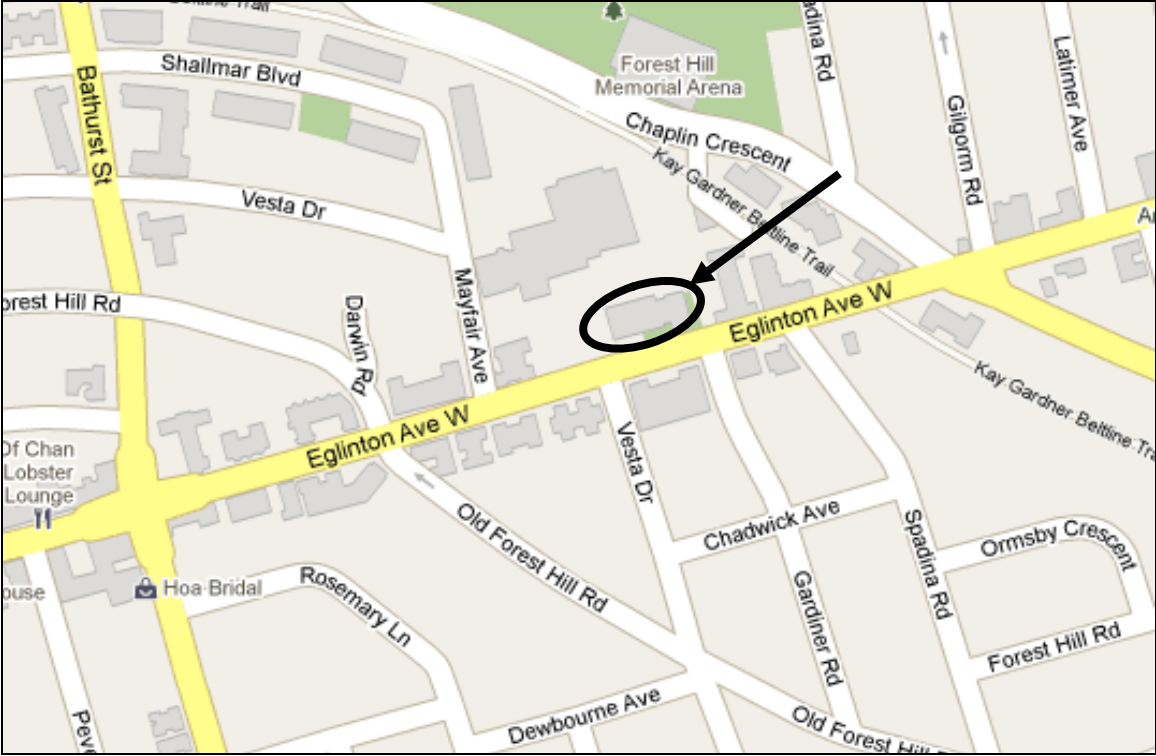 Shallmar Blvd
Bathurst St
Vesta Dr
Forest Hill
Memorial Arena
Chaplin Crescent
Kay Gardner Beltline Trail
adina Rd
Gilgorm Rd
Latimer Ave
orest Hill Rd
Darwin Rd
Mayfair Ave
Eglinton Ave W
Eglinton Ave W
Kay Gardner Beltline Tra
Of Chan
Lobster
Lounge
Vesta Dr
Old Forest Hill Rd
Chadwick Ave
Spadina Rd
Ormsby Crescent
ouse
Hoa Bridal
Rosemary Ln
Gardiner Rd
Forest Hill Rd
Peve
Dewbourne Ave
Old Forest Hill